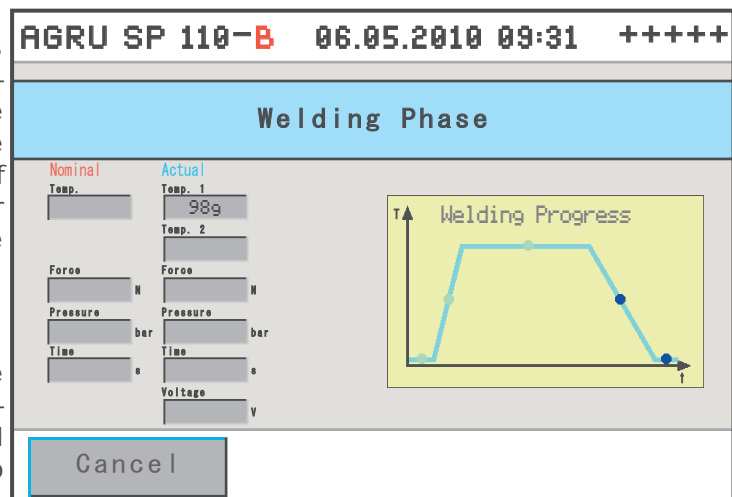 AGRU SP 110-B 06.05.2010 09:31 +++++
Welding Phase
Nominal Actual
Temp. Temp. 1
98g
Temp. 2
Force Force
N N
Pressure Pressure
bar bar
Time Time
s s
Voltage
V
Welding Progress
T
t
Cancel